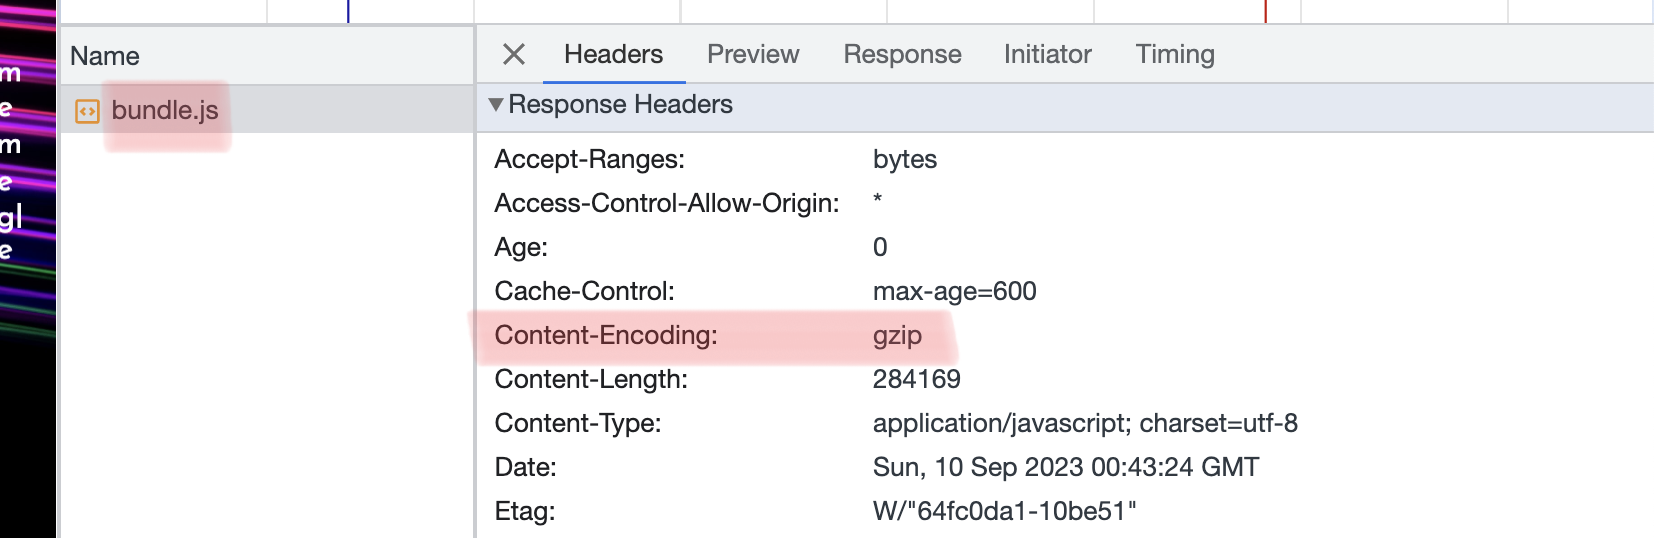 Name
bundle.js
m
e
m
e
gl
e
Headers Preview Response Initiator Timing
Response Headers
Accept-Ranges: bytes
Access-Control-Allow-Origin: *
Age: 0
Cache-Control: max-age=600
Content-Encoding: gzip
Content-Length: 284169
Content-Type: application/javascript; charset=utf-8
Date: Sun, 10 Sep 2023 00:43:24 GMT
Etag: W/"64fc0da1-10be51"